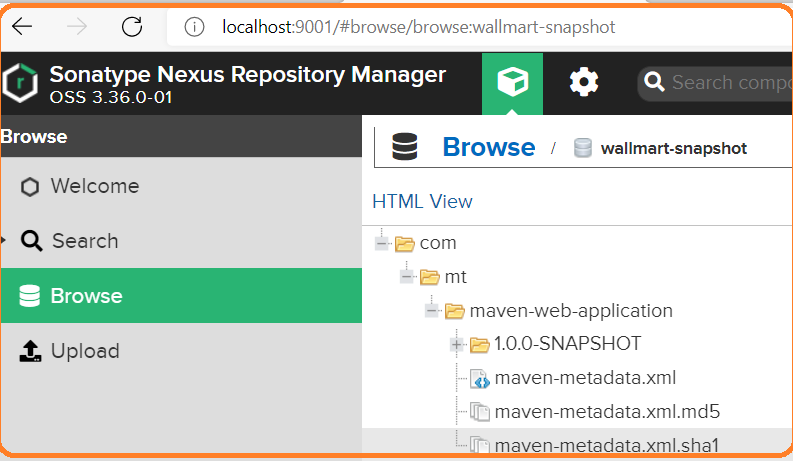 localhost:9001/#browse/browse:wallmart-snapshot
Sonatype Nexus Repository Manager
OSS 3.36.0-01
Search compo
Browse
Browse / wallmart-snapshot
Welcome
HTML View
Search
Browse
Upload
com
mt
maven-web-application
1.0.0-SNAPSHOT
maven-metadata.xml
maven-metadata.xml.md5
maven-metadata.xml.sha1